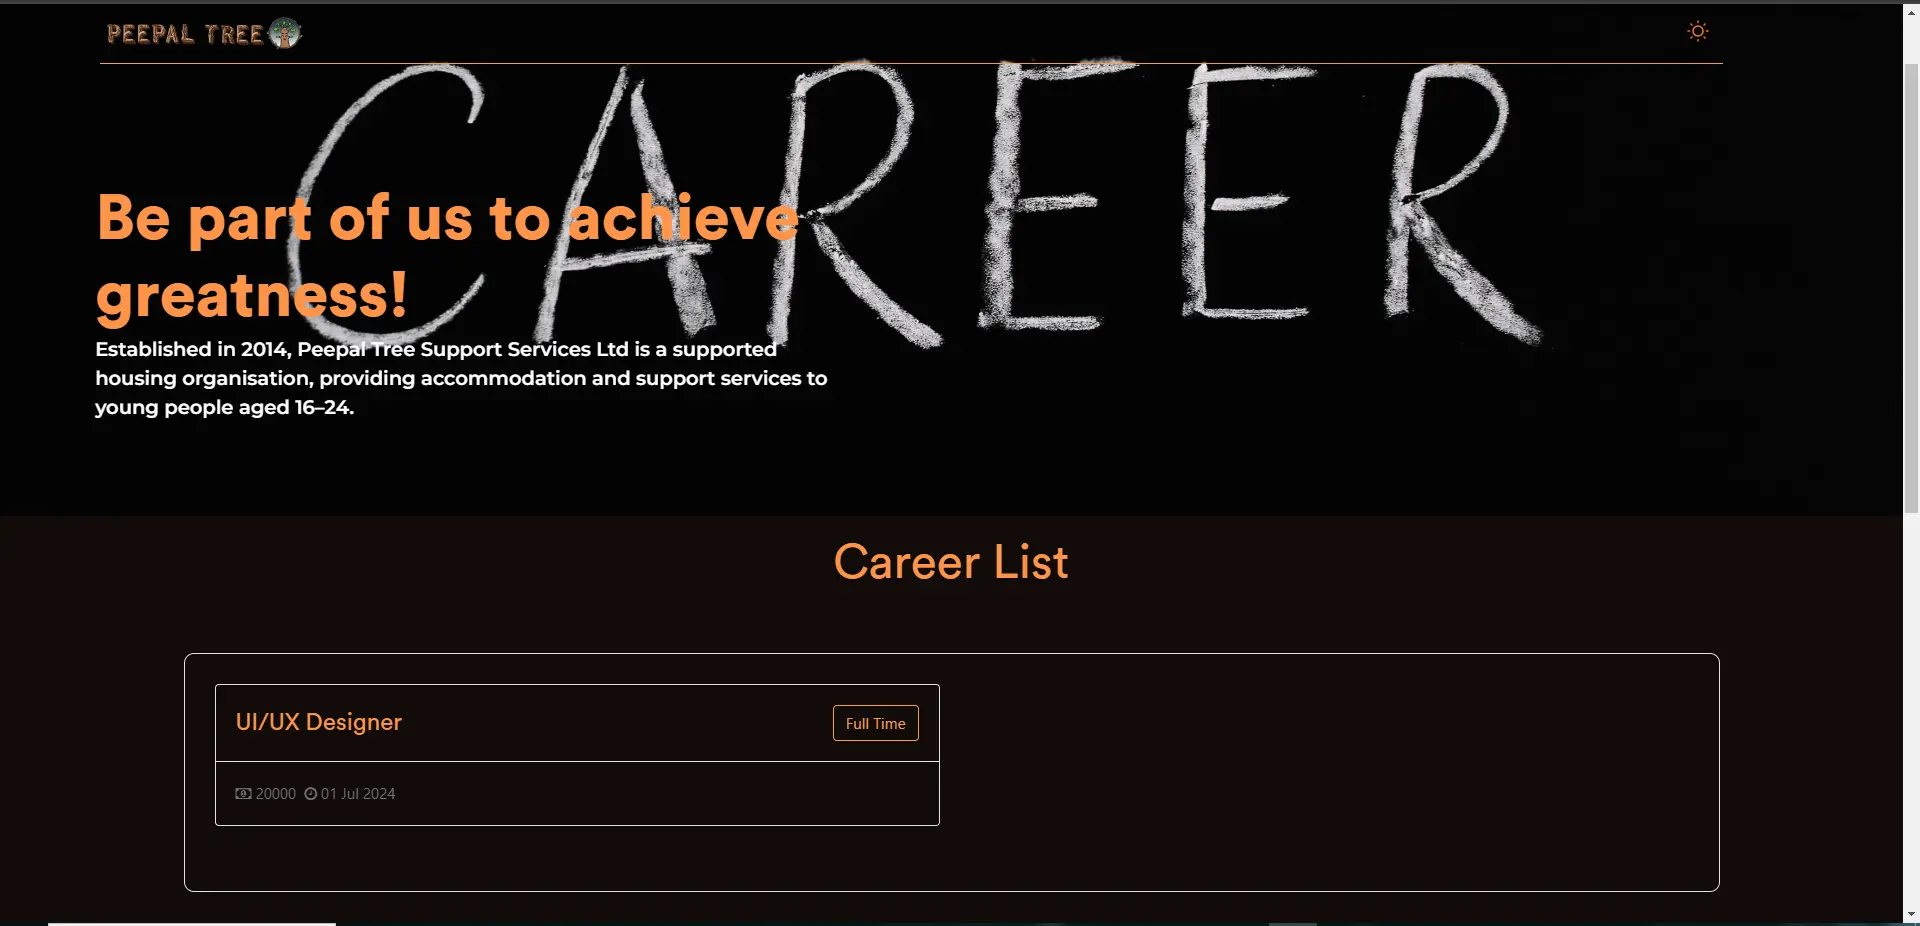 PEEPAL TREE
CAREER
Be part of us to achieve
greatness!
Established in 2014, Peepal Tree Support Services Ltd is a supported
housing organisation, providing accommodation and support services to
young people aged 16–24.
Career List
UI/UX Designer
Full Time
20000 01 Jul 2024